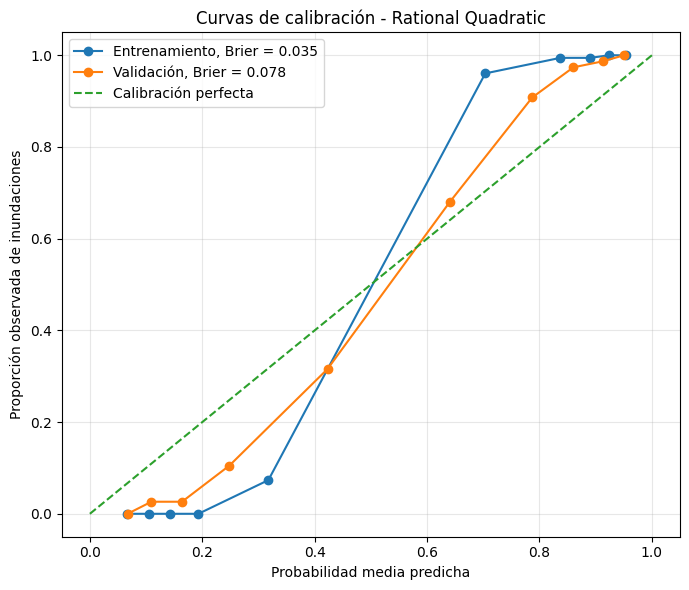 Curvas de calibración - Rational Quadratic
Entrenamiento, Brier = 0.035
Validación, Brier = 0.078
Calibración perfecta
Proporción observada de inundaciones
1.0
0.8
0.6
0.4
0.2
0.0
0.0 0.2 0.4 0.6 0.8 1.0
Probabilidad media predicha